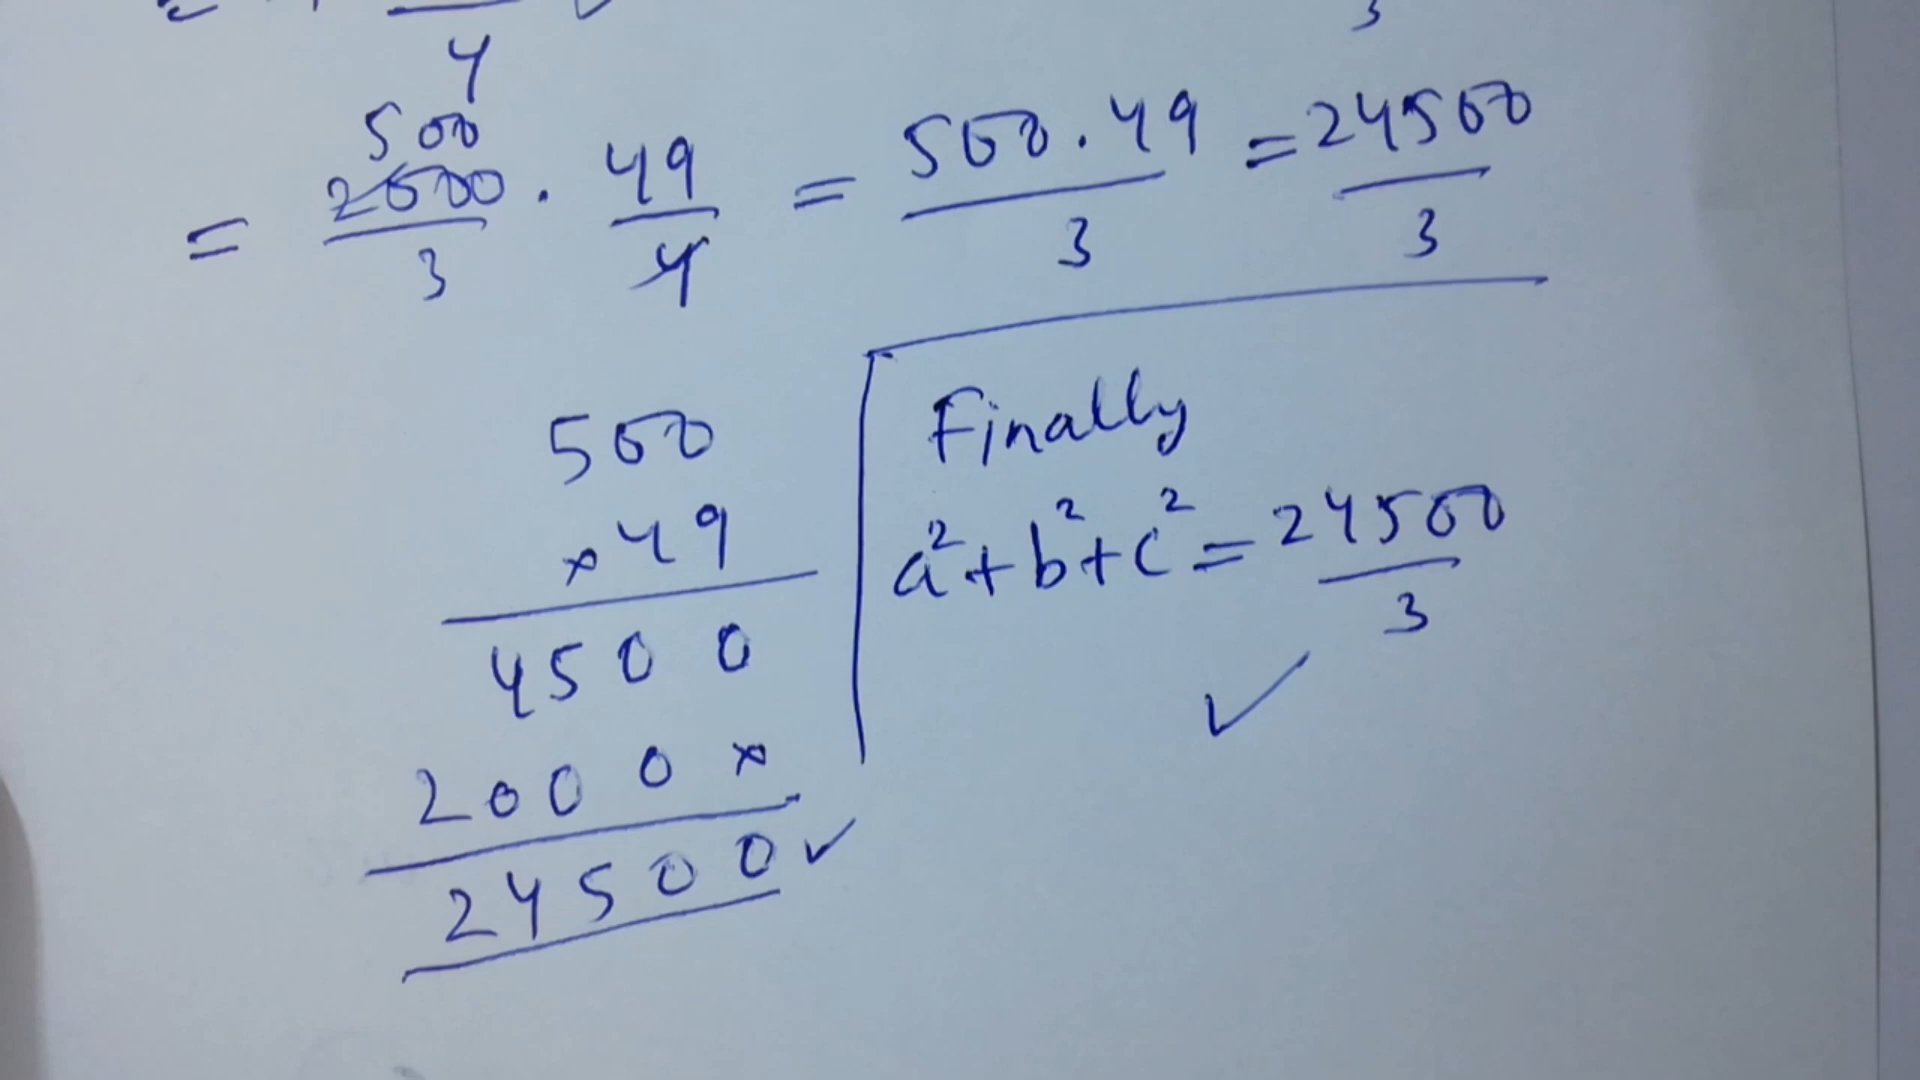 4
500
= 2000/3 . 49/4 = 500.49/3 = 24500/3
500
×49
4500
2000×
24500 ✓
Finally
a²+b²+c² = 24500/3
✓